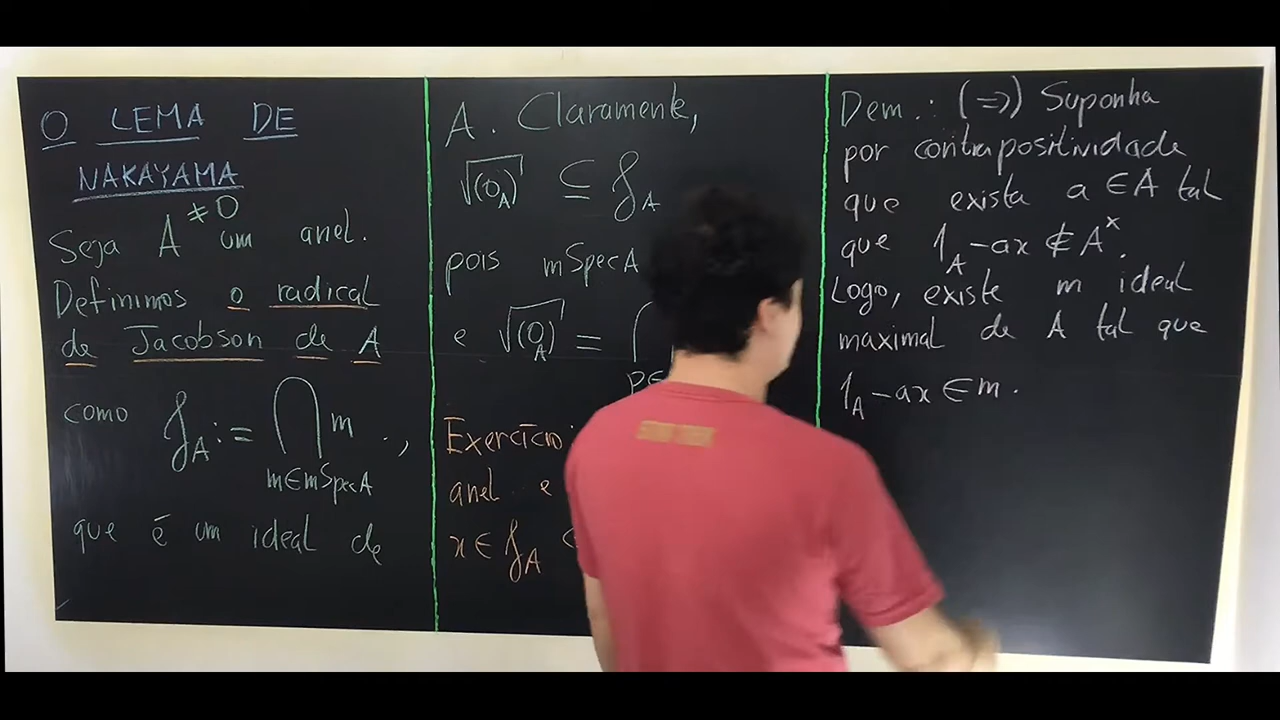 O LEMA DE
NAKAYAMA
Seja A ≠ 0 um anel.
Definimos o radical
de Jacobson de A
como J_A := ⋂ m ,
m∈mSpecA
que é um ideal de
A. Claramente,
√(0_A) ⊆ J_A
pois mSpecA
e √(0_A) = ⋂
P∈
Exercício:
anel e
x ∈ J_A
Dem.: (⇒) Suponha
por contrapositividade
que exista a ∈ A tal
que 1_A - ax ∉ A^x.
Logo, existe m ideal
maximal de A tal que
1_A - ax ∈ m.